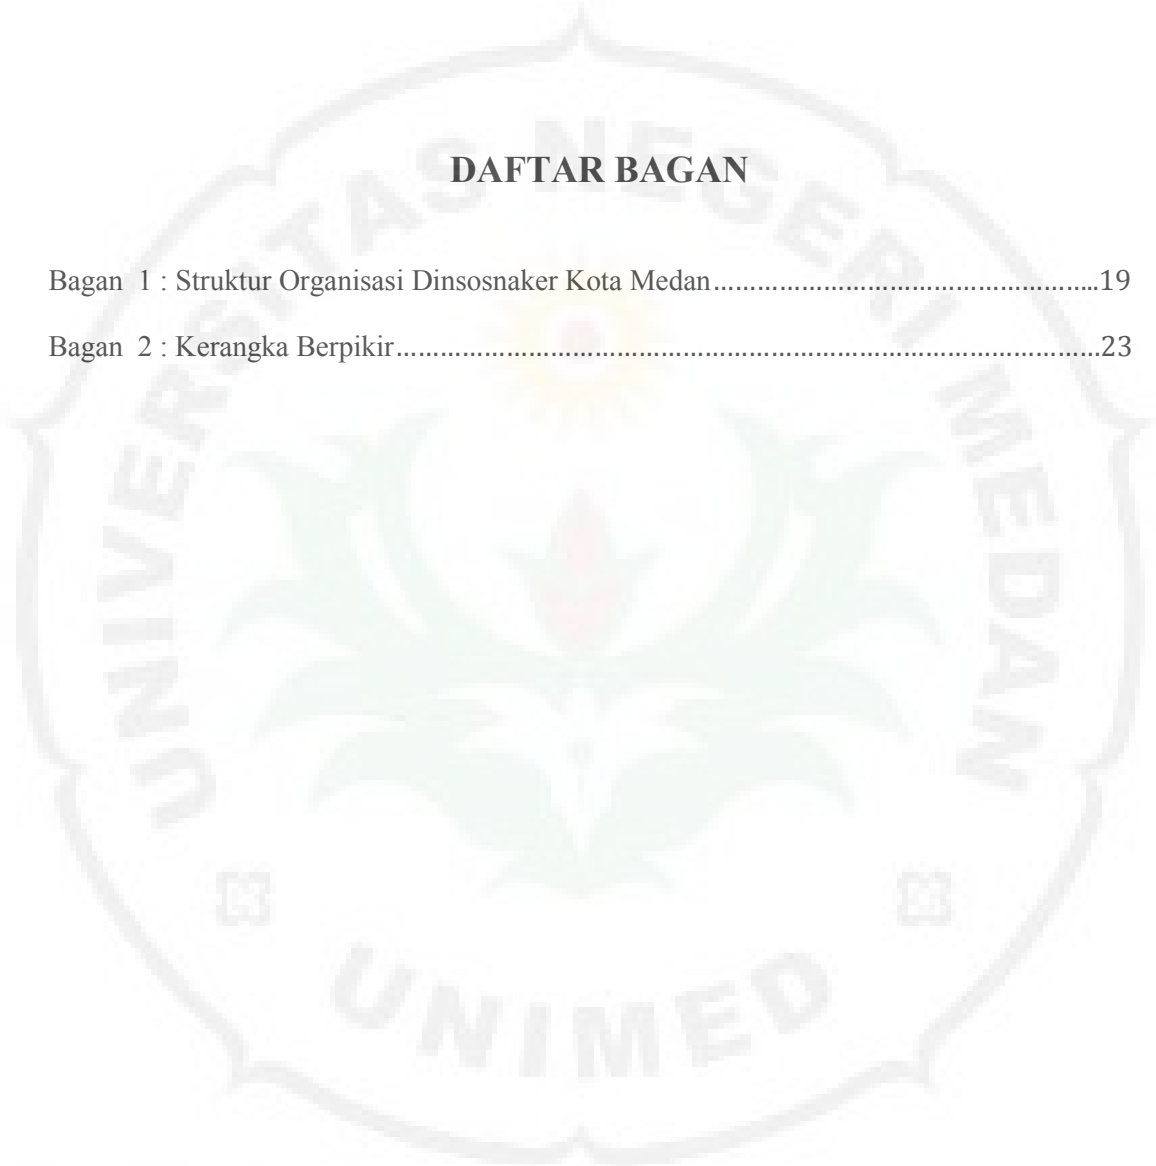 DAFTAR BAGAN
Bagan 1 : Struktur Organisasi Dinsosnaker Kota Medan................................................19
Bagan 2 : Kerangka Berpikir................................................................................................23
UNIVERSITAS NEGERI MEDAN
UNIMED